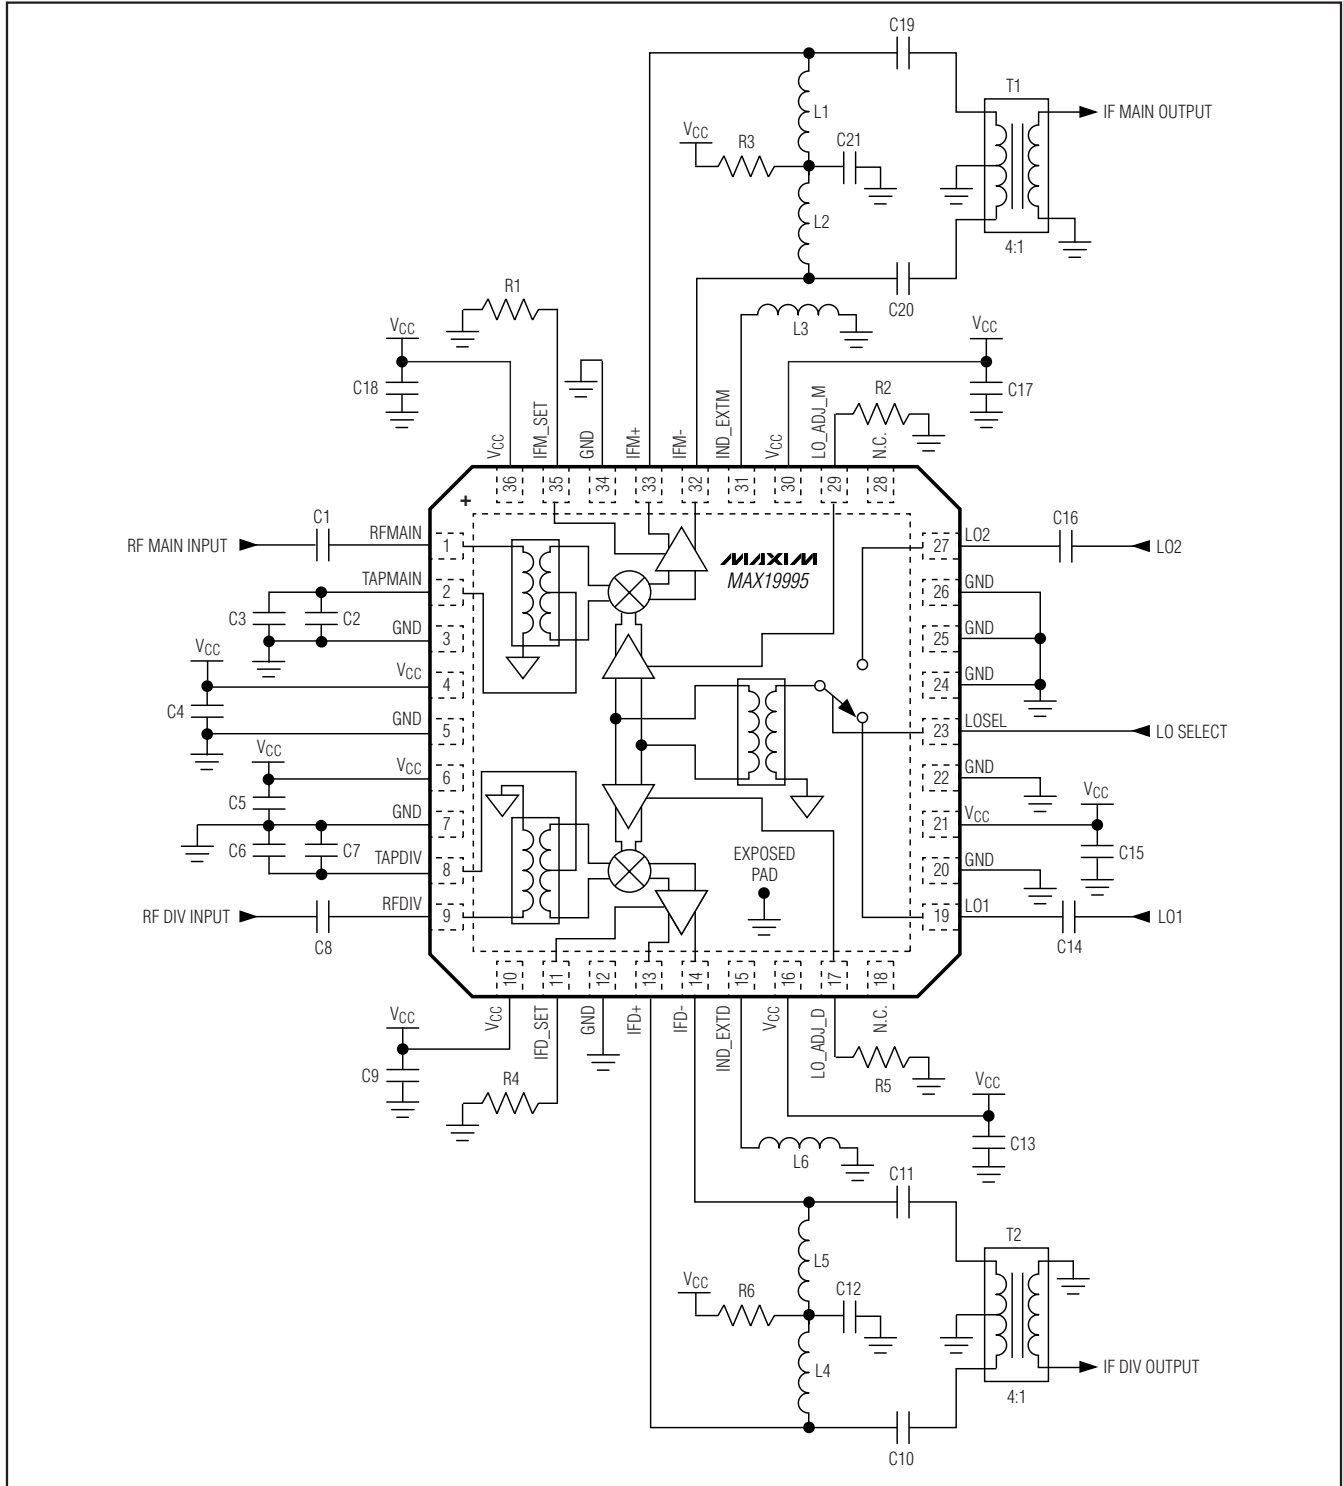 C19
T1
IF MAIN OUTPUT
L1
VCC
R3
C21
L2
4:1
C20
R1
L3
VCC
VCC
C18
R2
C17
VCC
IFM_SET
GND
IFM+
IFM-
IND_EXTM
VCC
LO_ADJ_M
N.C.
36
35
34
33
32
31
30
29
28
+
C1
RF MAIN INPUT
RFMAIN
1
MAXIM
MAX19995
27
LO2
C16
LO2
TAPMAIN
2
26
GND
C3
C2
GND
3
25
GND
VCC
VCC
4
24
GND
C4
GND
5
23
LOSEL
LO SELECT
VCC
VCC
6
22
GND
C5
GND
7
21
VCC
VCC
C6
C7
TAPDIV
8
EXPOSED
PAD
20
GND
C15
RF DIV INPUT
C8
RFDIV
9
19
LO1
C14
LO1
10
11
12
13
14
15
16
17
18
VCC
IFD_SET
GND
IFD+
IFD-
IND_EXTD
VCC
LO_ADJ_D
N.C.
VCC
C9
R4
R5
VCC
C13
L6
C11
T2
L5
VCC
R6
C12
L4
IF DIV OUTPUT
4:1
C10